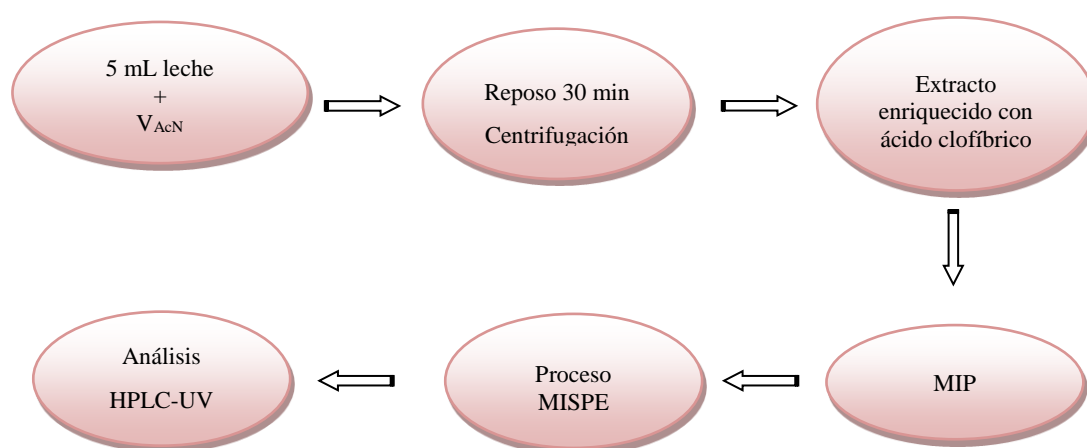 5 mL leche
+
VAcN
Reposo 30 min
Centrifugación
Extracto
enriquecido con
ácido clofíbrico
MIP
Proceso
MISPE
Análisis
HPLC-UV